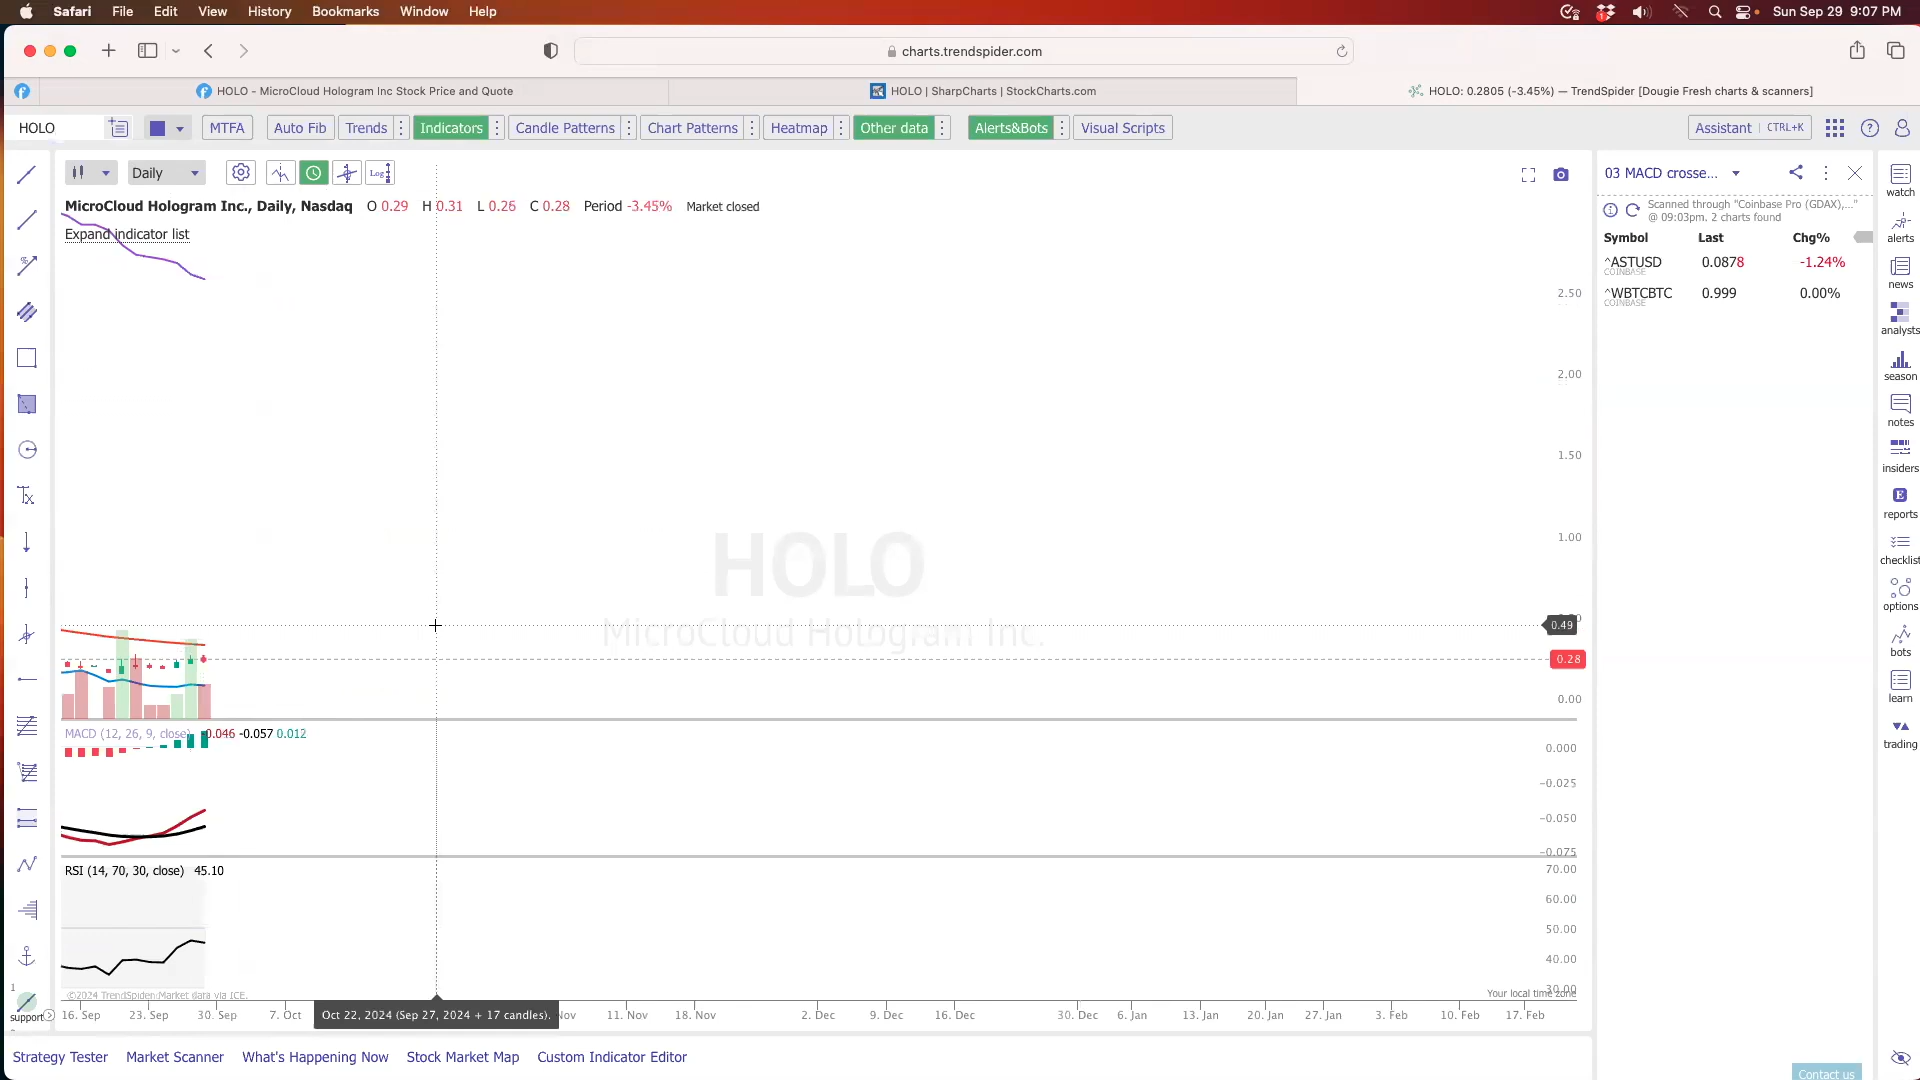 Safari File Edit View History Bookmarks Window Help Sun Sep 29 9:07 PM
charts.trendspider.com
HOLO - MicroCloud Hologram Inc Stock Price and Quote HOLO | SharpCharts | StockCharts.com HOLO: 0.2805 (-3.45%) — TrendSpider [Dougie Fresh charts & scanners]
HOLO MTFA Auto Fib Trends Indicators Candle Patterns Chart Patterns Heatmap Other data Alerts&Bots Visual Scripts Assistant CTRL+K
Daily Log
MicroCloud Hologram Inc., Daily, Nasdaq O 0.29 H 0.31 L 0.26 C 0.28 Period -3.45% Market closed
Expand indicator list
03 MACD crosse...
Scanned through "Coinbase Pro (GDAX),..."
@ 09:03pm. 2 charts found
Symbol Last Chg%
^ASTUSD 0.0878 -1.24%
COINBASE
^WBTCBTC 0.999 0.00%
COINBASE
watch
alerts
news
analysts
season
notes
insiders
reports
checklist
options
bots
learn
trading
2.50
2.00
1.50
1.00
0.49
0.28
0.00
HOLO
MicroCloud Hologram Inc.
MACD (12, 26, 9, close) -0.046 -0.057 0.012
0.000
-0.025
-0.050
-0.075
RSI (14, 70, 30, close) 45.10
70.00
60.00
50.00
40.00
30.00
©2024 TrendSpider. Market data via ICE.
Your local time zone
1
support
16. Sep 23. Sep 30. Sep 7. Oct Oct 22, 2024 (Sep 27, 2024 + 17 candles). Nov 11. Nov 18. Nov 2. Dec 9. Dec 16. Dec 30. Dec 6. Jan 13. Jan 20. Jan 27. Jan 3. Feb 10. Feb 17. Feb
Strategy Tester Market Scanner What's Happening Now Stock Market Map Custom Indicator Editor
Contact us